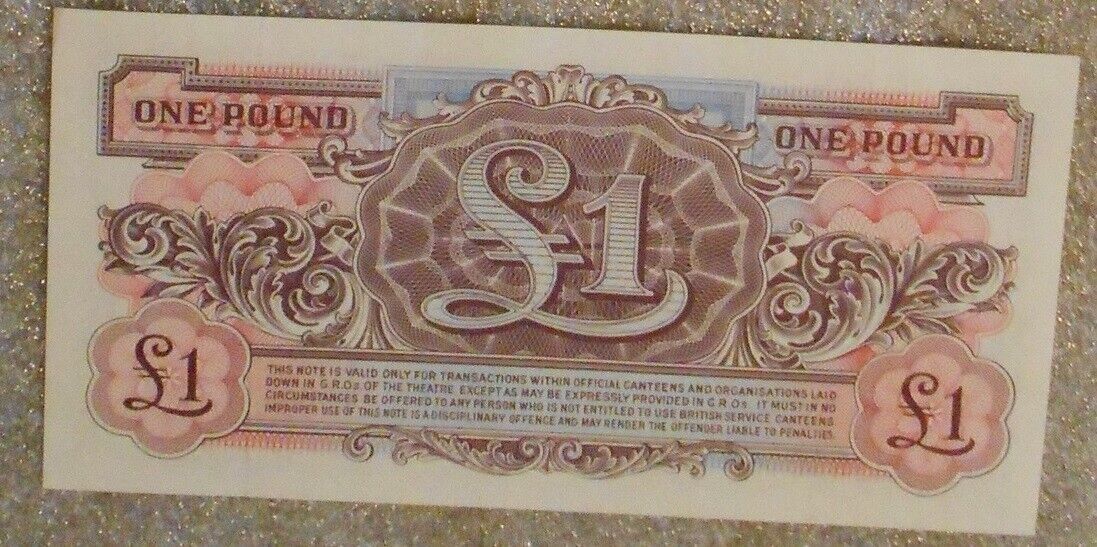 ONE POUND
ONE POUND
£1
THIS NOTE IS VALID ONLY FOR TRANSACTIONS WITHIN OFFICIAL CANTEENS AND ORGANISATIONS LAID
DOWN IN G.R.Os OF THE THEATRE EXCEPT AS MAY BE EXPRESSLY PROVIDED IN G.R.Os. IT MUST IN NO
CIRCUMSTANCES BE OFFERED TO ANY PERSON WHO IS NOT ENTITLED TO USE BRITISH SERVICE CANTEENS
IMPROPER USE OF THIS NOTE IS A DISCIPLINARY OFFENCE AND MAY RENDER THE OFFENDER LIABLE TO PENALTIES.
£1
£1